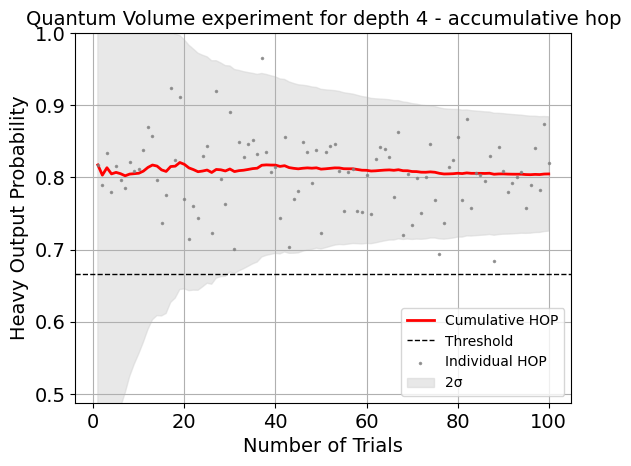 Quantum Volume experiment for depth 4 - accumulative hop
1.0
0.9
0.8
0.7
0.6
0.5
Heavy Output Probability
0
20
40
60
80
100
Number of Trials
Cumulative HOP
Threshold
Individual HOP
2σ